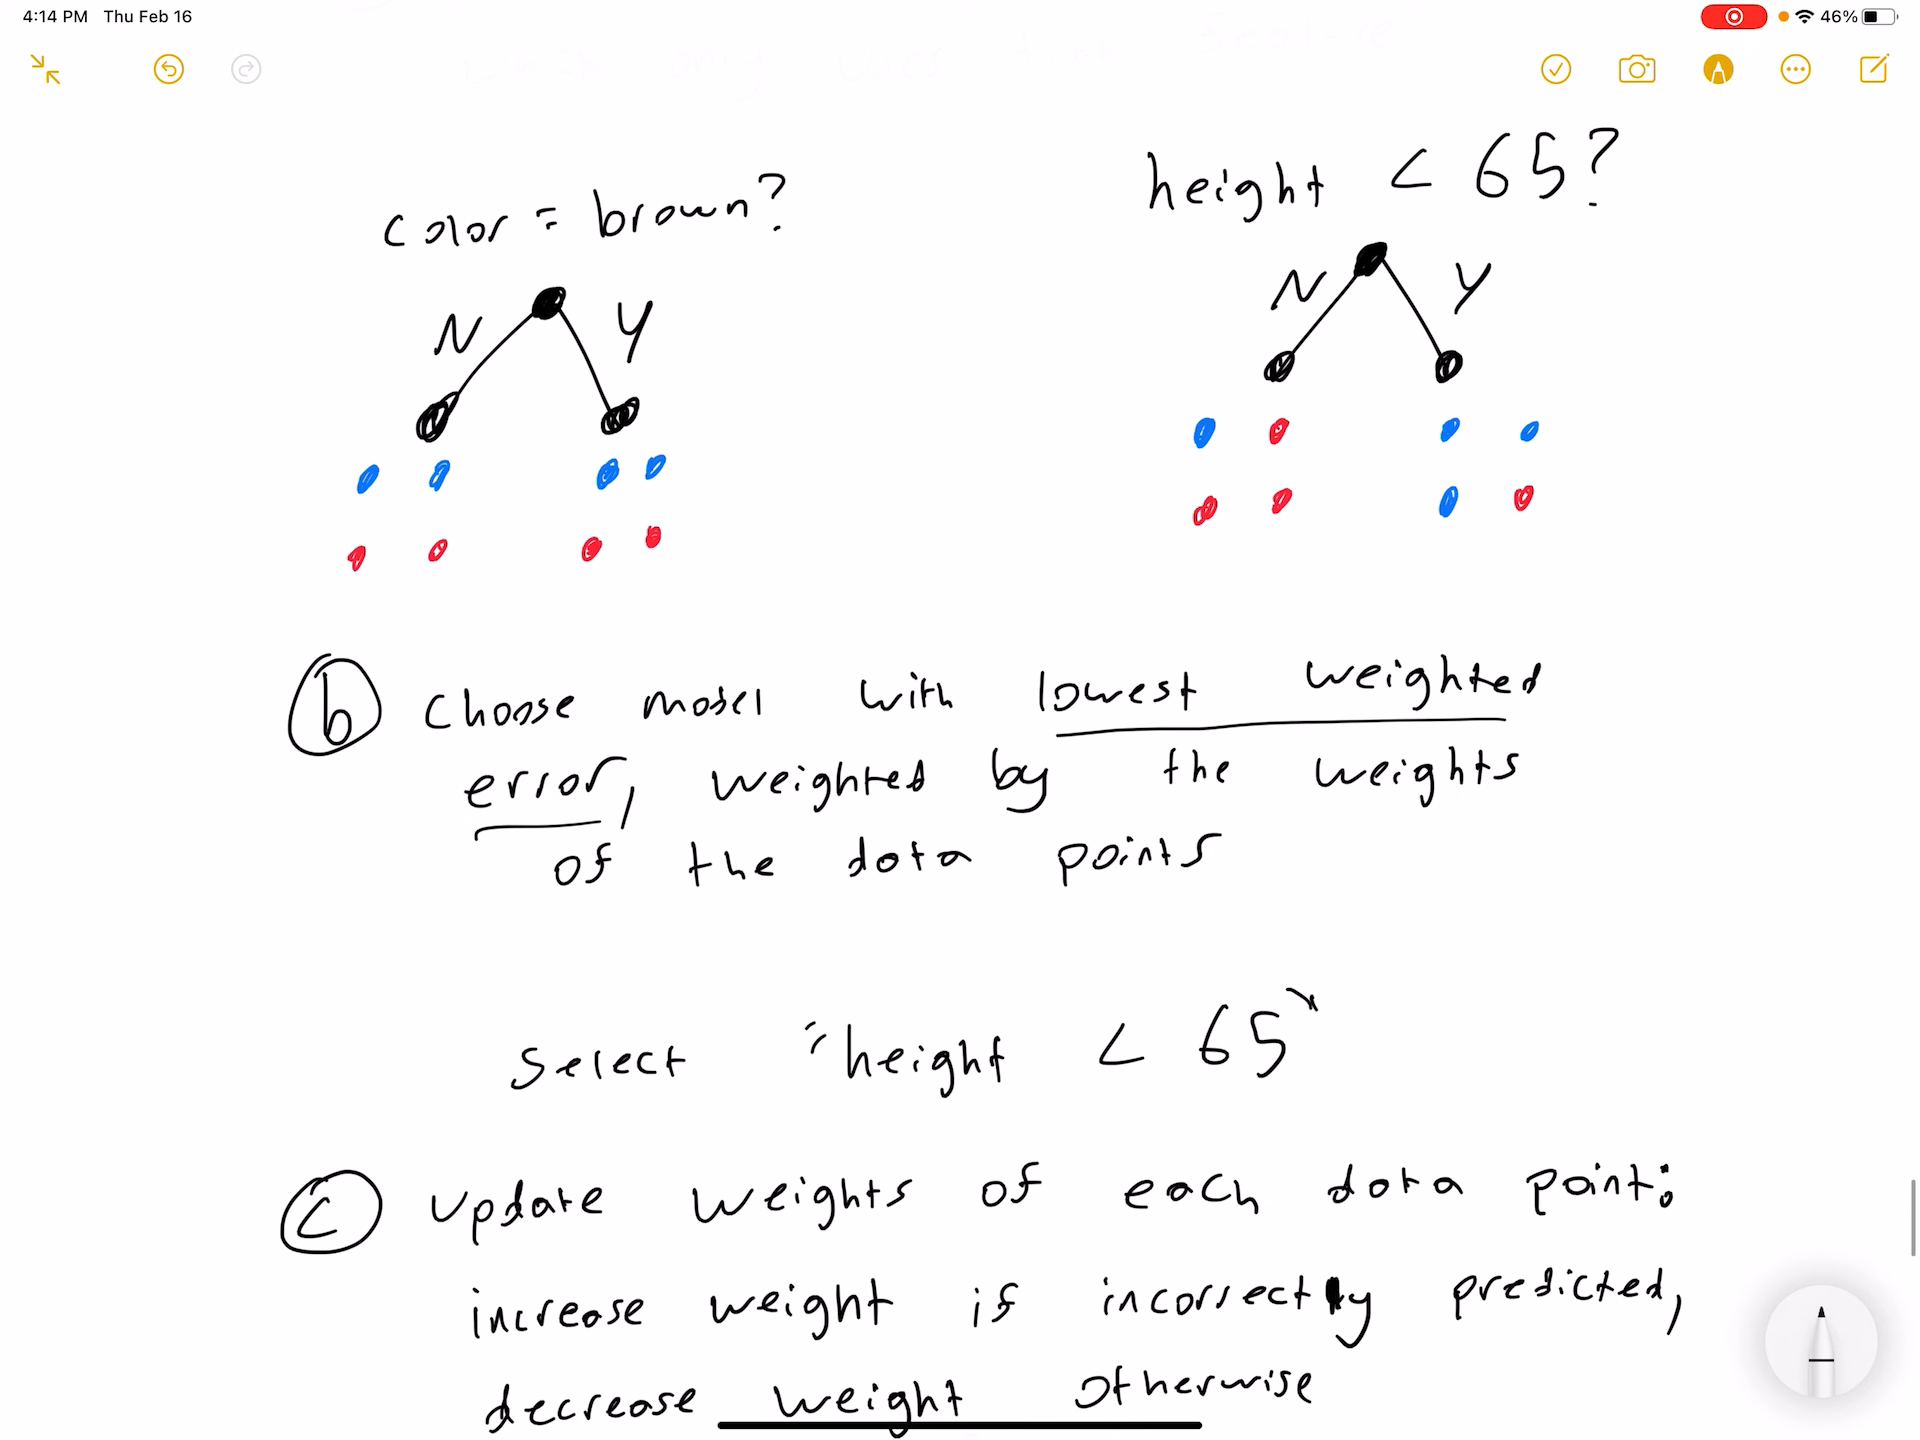 4:14 PM Thu Feb 16
46%
color = brown?
height < 65?
N Y
N Y
b choose model with lowest weighted
error, weighted by the weights
of the data points
Select "height < 65"
c update weights of each data point:
increase weight if incorrectly predicted,
decrease weight otherwise